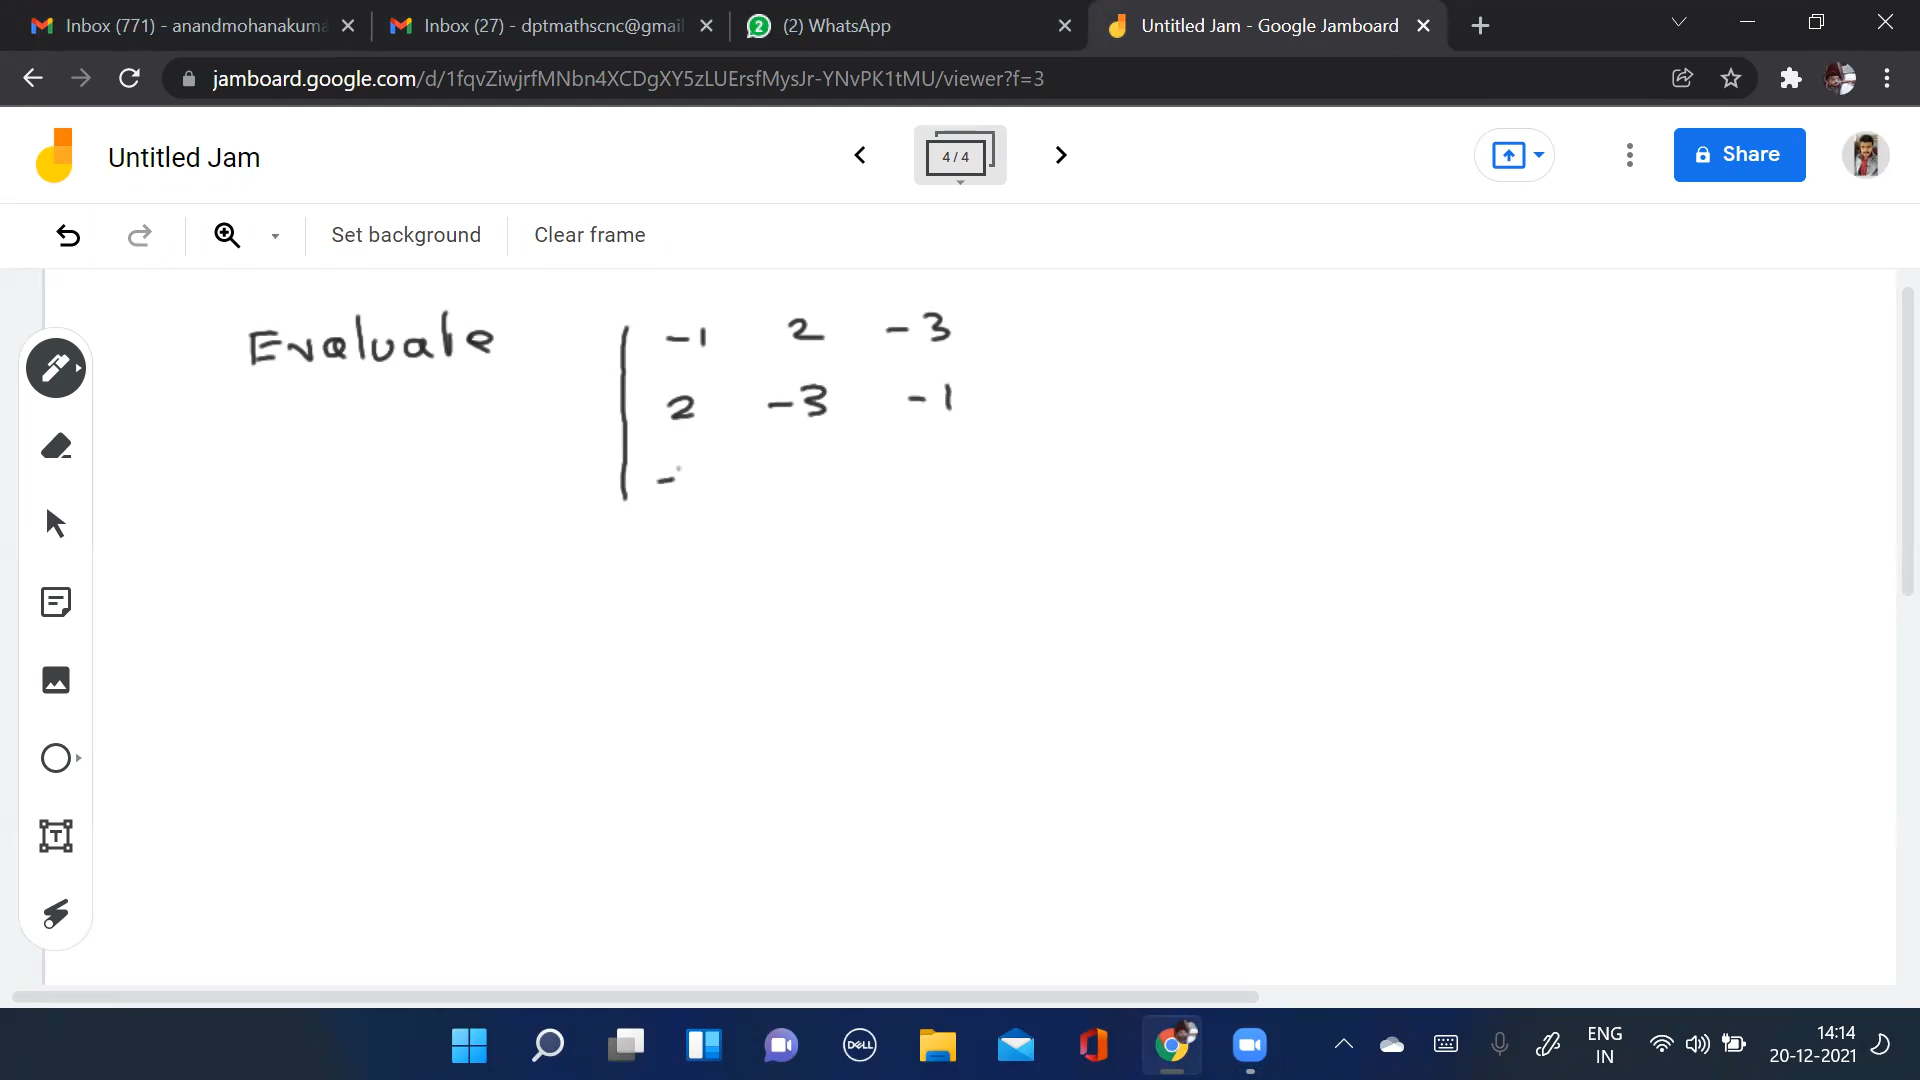 Inbox (771) - anandmohanakuma
Inbox (27) - dptmathscnc@gmail
(2) WhatsApp
Untitled Jam - Google Jamboard
jamboard.google.com/d/1fqvZiwjrfMNbn4XCDgXY5zLUErsfMysJr-YNvPK1tMU/viewer?f=3
Untitled Jam
4 / 4
Share
Set background
Clear frame
Evaluate
-1 2 -3
2 -3 -1
-
DELL
ENG
IN
14:14
20-12-2021